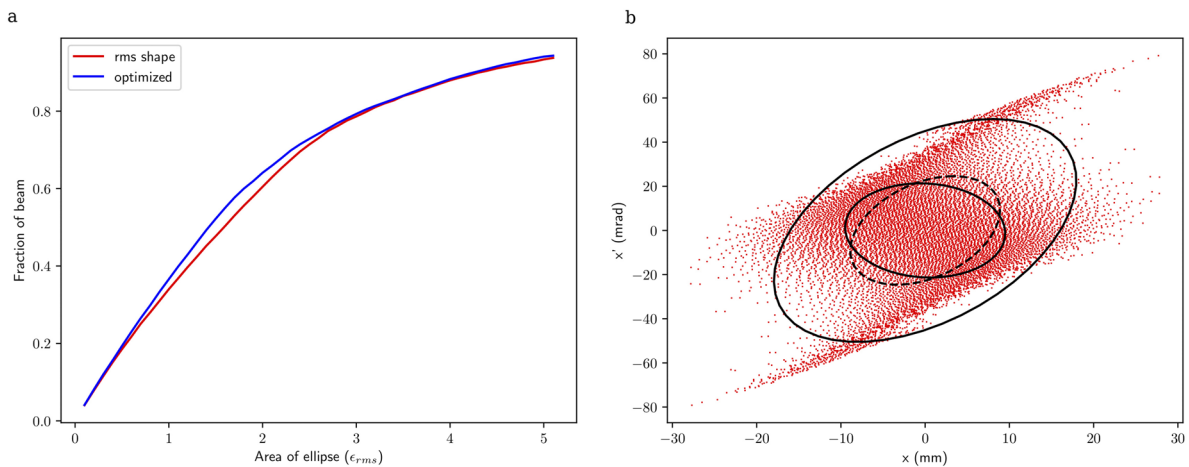 a
rms shape
optimized
0.8
0.6
0.4
0.2
0.0
Fraction of beam
0 1 2 3 4 5
Area of ellipse (ϵrms)
b
80
60
40
20
0
−20
−40
−60
−80
x' (mrad)
−30 −20 −10 0 10 20 30
x (mm)